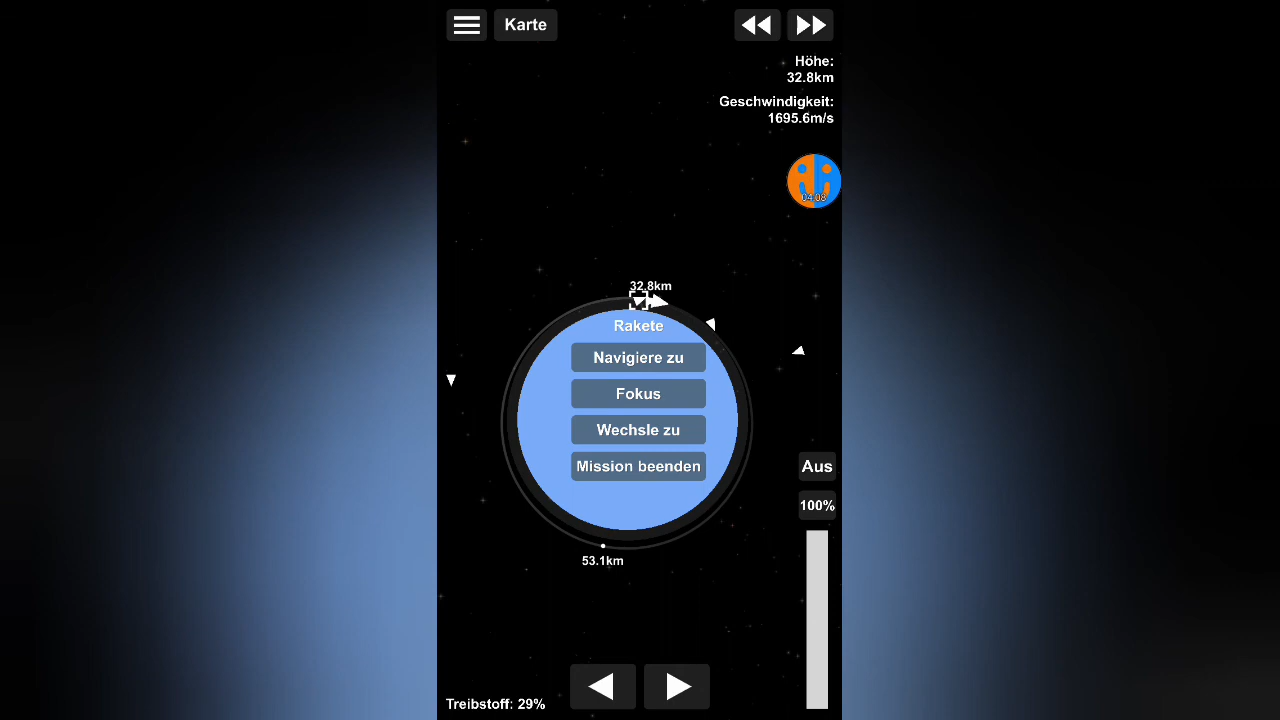 Karte
Höhe:
32.8km
Geschwindigkeit:
1695.6m/s
04:08
32.8km
Rakete
Navigiere zu
Fokus
Wechsle zu
Mission beenden
Aus
100%
53.1km
Treibstoff: 29%